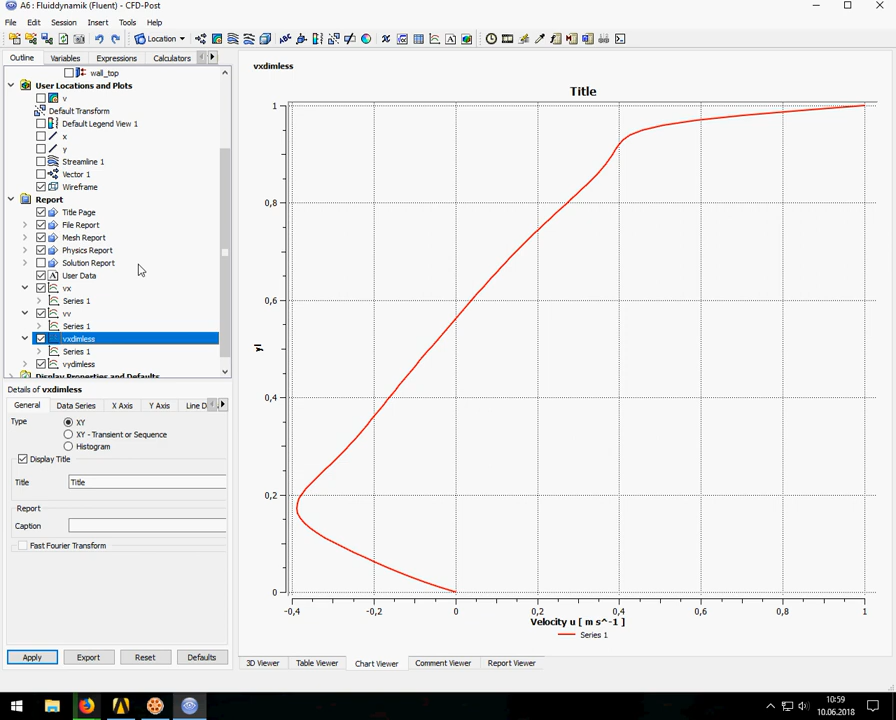 A6 : Fluiddynamik (Fluent) - CFD-Post
File Edit Session Insert Tools Help
Location
Outline Variables Expressions Calculators
wall_top
User Locations and Plots
v
Default Transform
Default Legend View 1
x
y
Streamline 1
Vector 1
Wireframe
Report
Title Page
File Report
Mesh Report
Physics Report
Solution Report
User Data
vx
Series 1
vv
Series 1
vxdimless
Series 1
vydimless
Display Properties and Defaults
Details of vxdimless
General Data Series X Axis Y Axis Line D
Type XY
XY - Transient or Sequence
Histogram
Display Title
Title Title
Report
Caption
Fast Fourier Transform
Apply Export Reset Defaults
vxdimless
Title
1
0,8
0,6
0,4
0,2
0
yl
-0,4 -0,2 0 0,2 0,4 0,6 0,8 1
Velocity u [ m s^-1 ]
Series 1
3D Viewer Table Viewer Chart Viewer Comment Viewer Report Viewer
10:59
10.06.2018